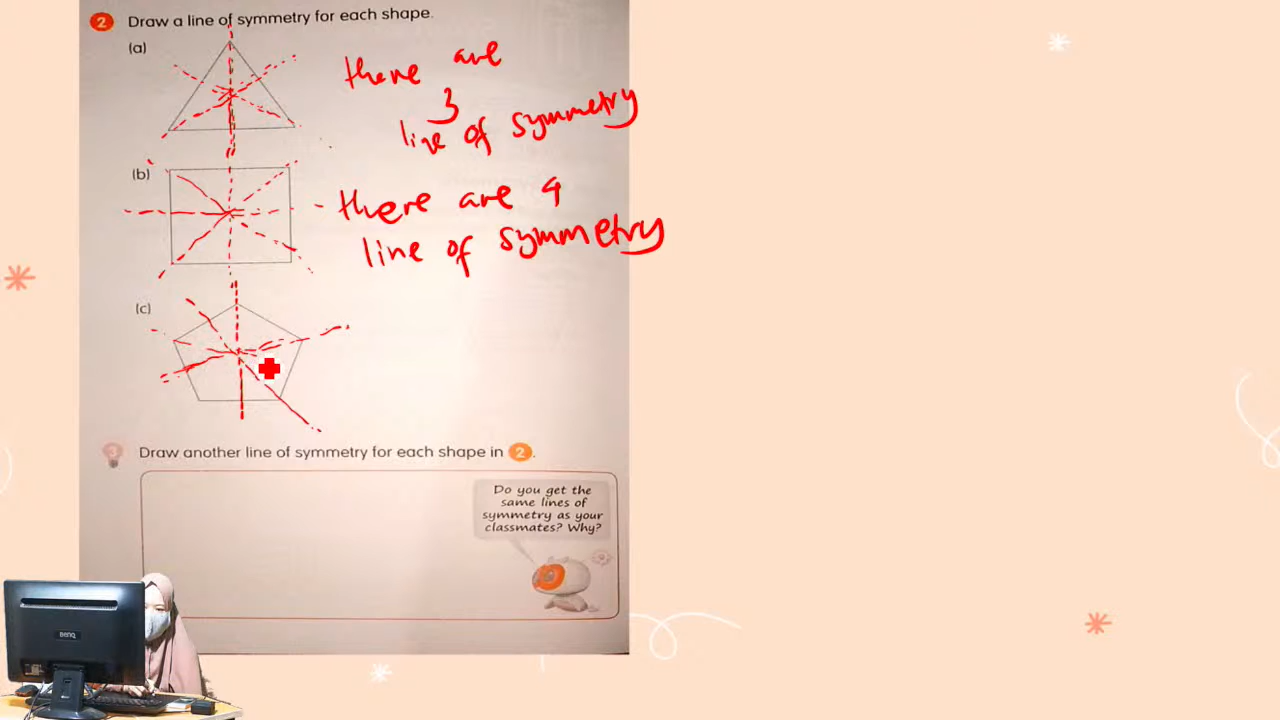 2 Draw a line of symmetry for each shape.
(a)
there are
3
line of symmetry
(b)
there are 4
line of symmetry
(c)
3 Draw another line of symmetry for each shape in 2.
Do you get the
same lines of
symmetry as your
classmates? Why?
BenQ